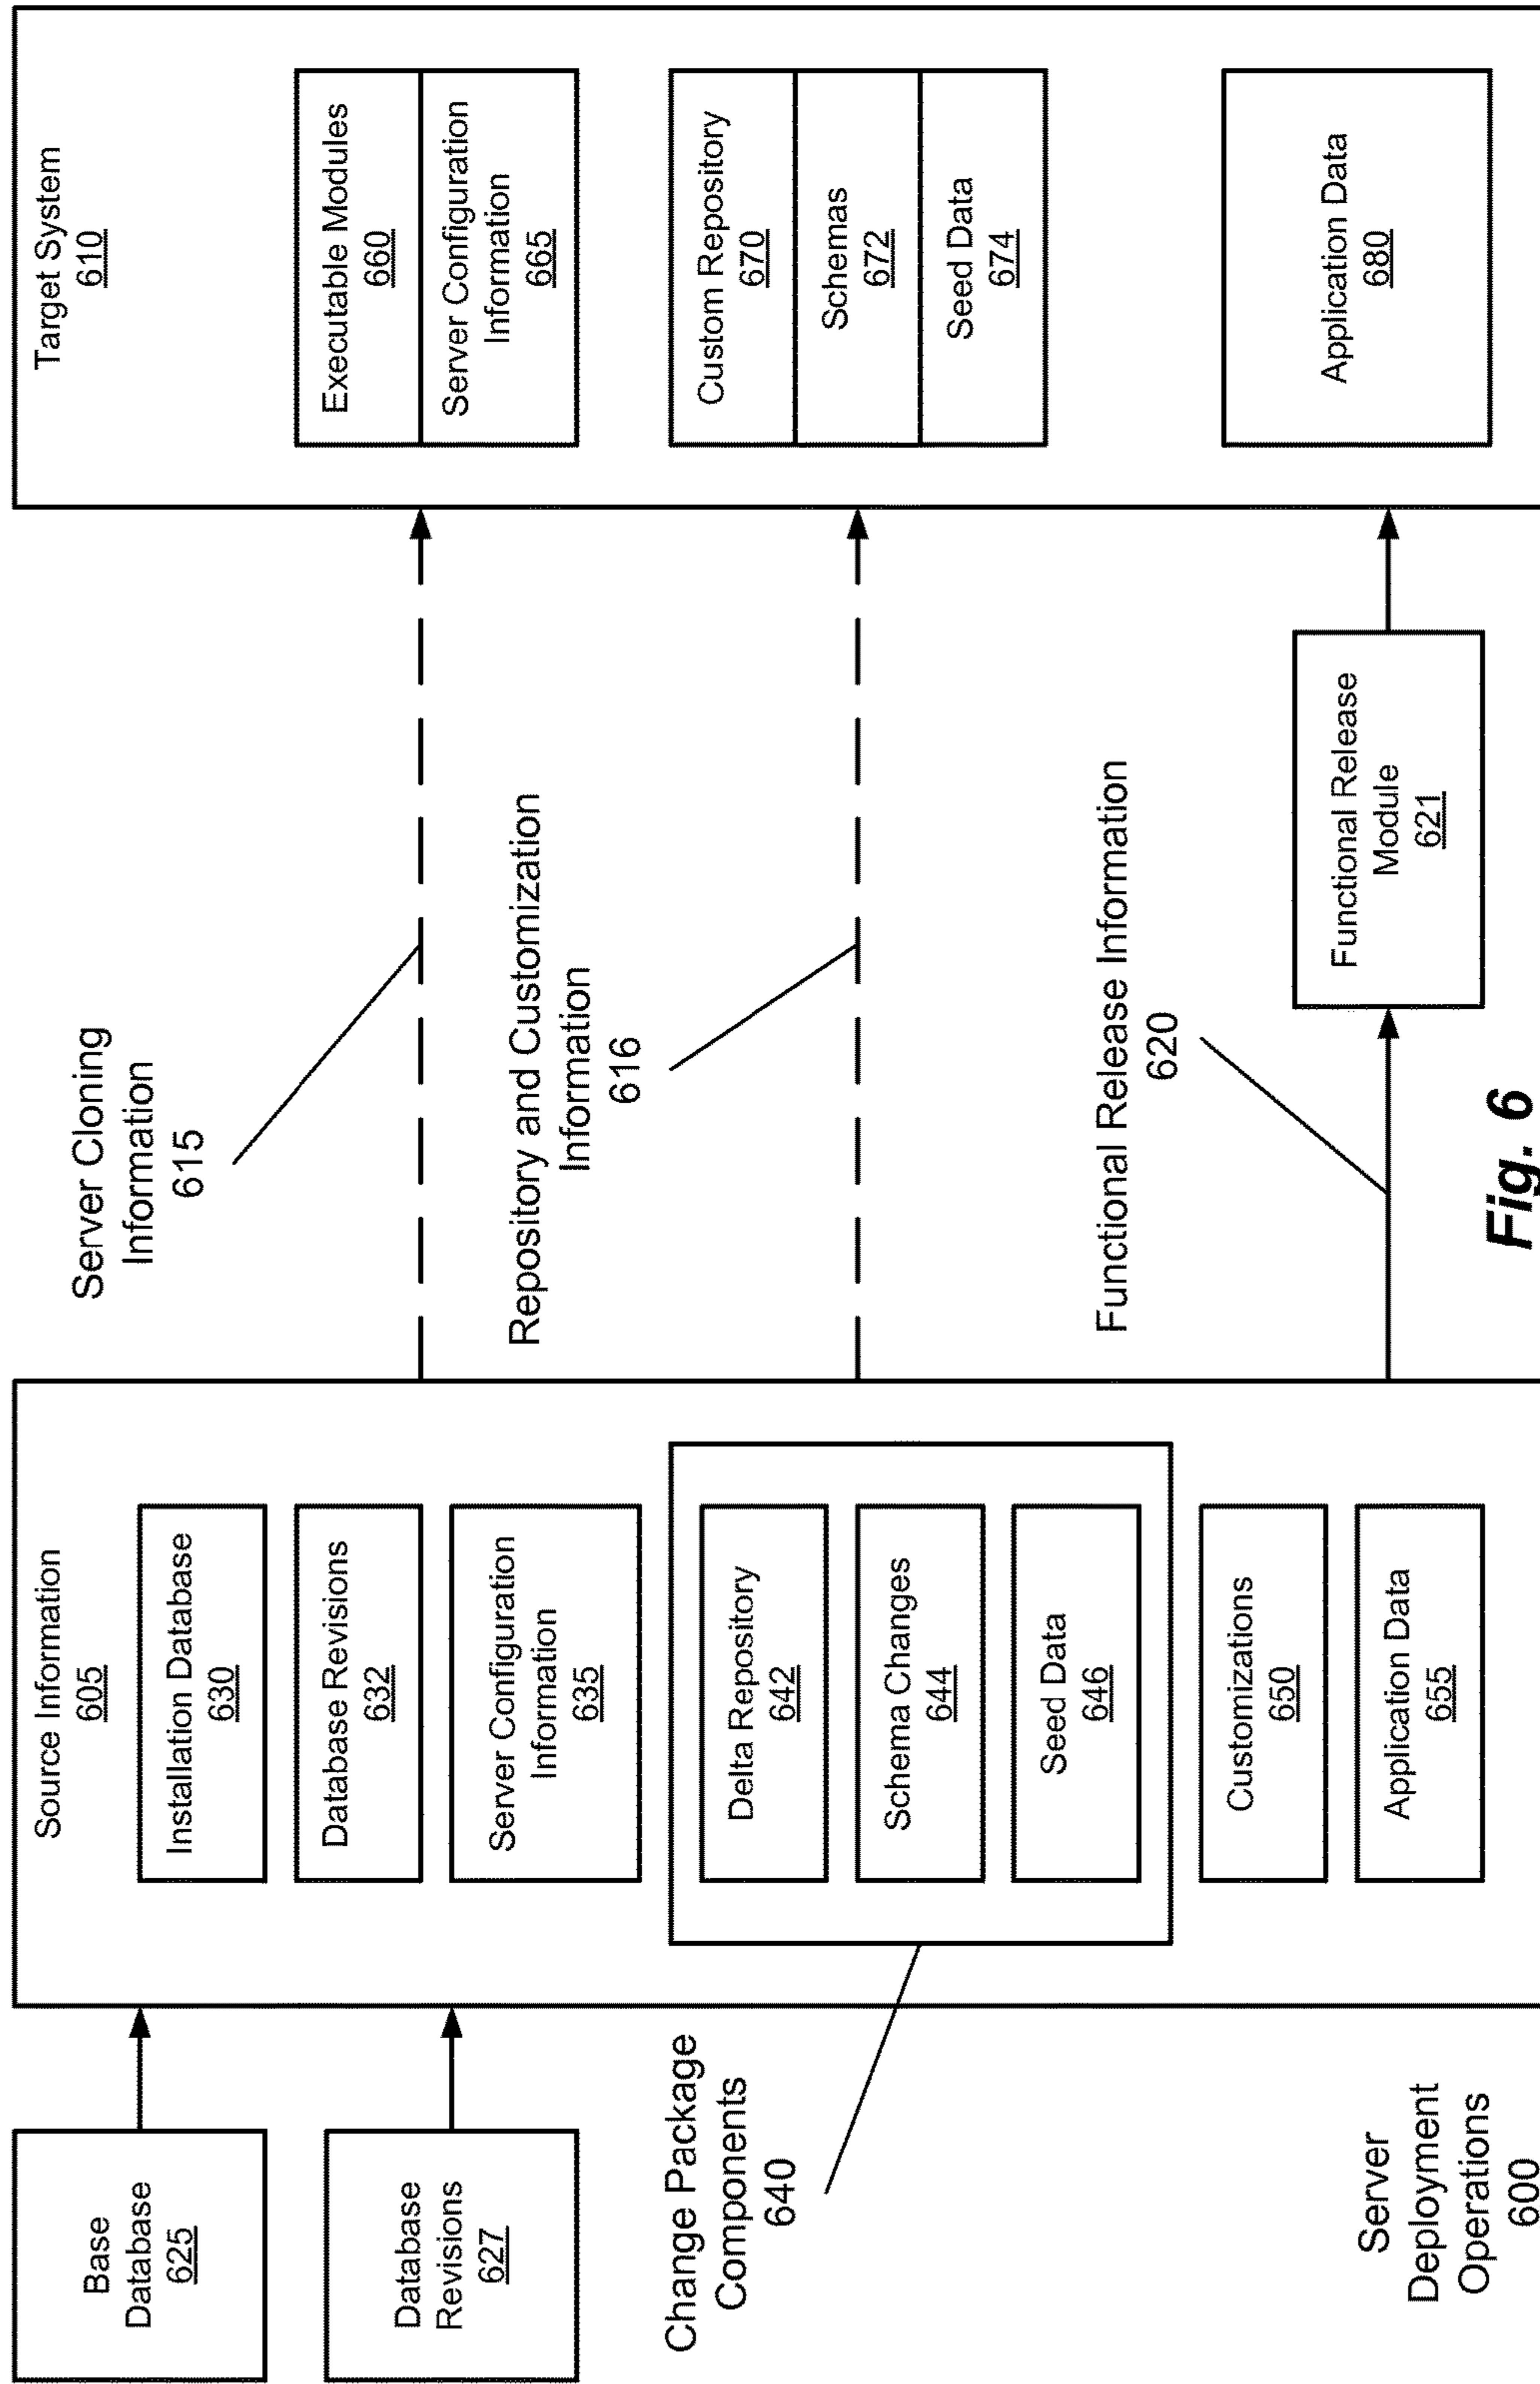 Base
Database
625
Database
Revisions
627
Change Package
Components
640
Server
Deployment
Operations
600
Source Information
605
Installation Database
630
Database Revisions
632
Server Configuration
Information
635
Delta Repository
642
Schema Changes
644
Seed Data
646
Customizations
650
Application Data
655
Server Cloning
Information
615
Repository and Customization
Information
616
Functional Release Information
620
Functional Release
Module
621
Fig. 6
Target System
610
Executable Modules
660
Server Configuration
Information
665
Custom Repository
670
Schemas
672
Seed Data
674
Application Data
680